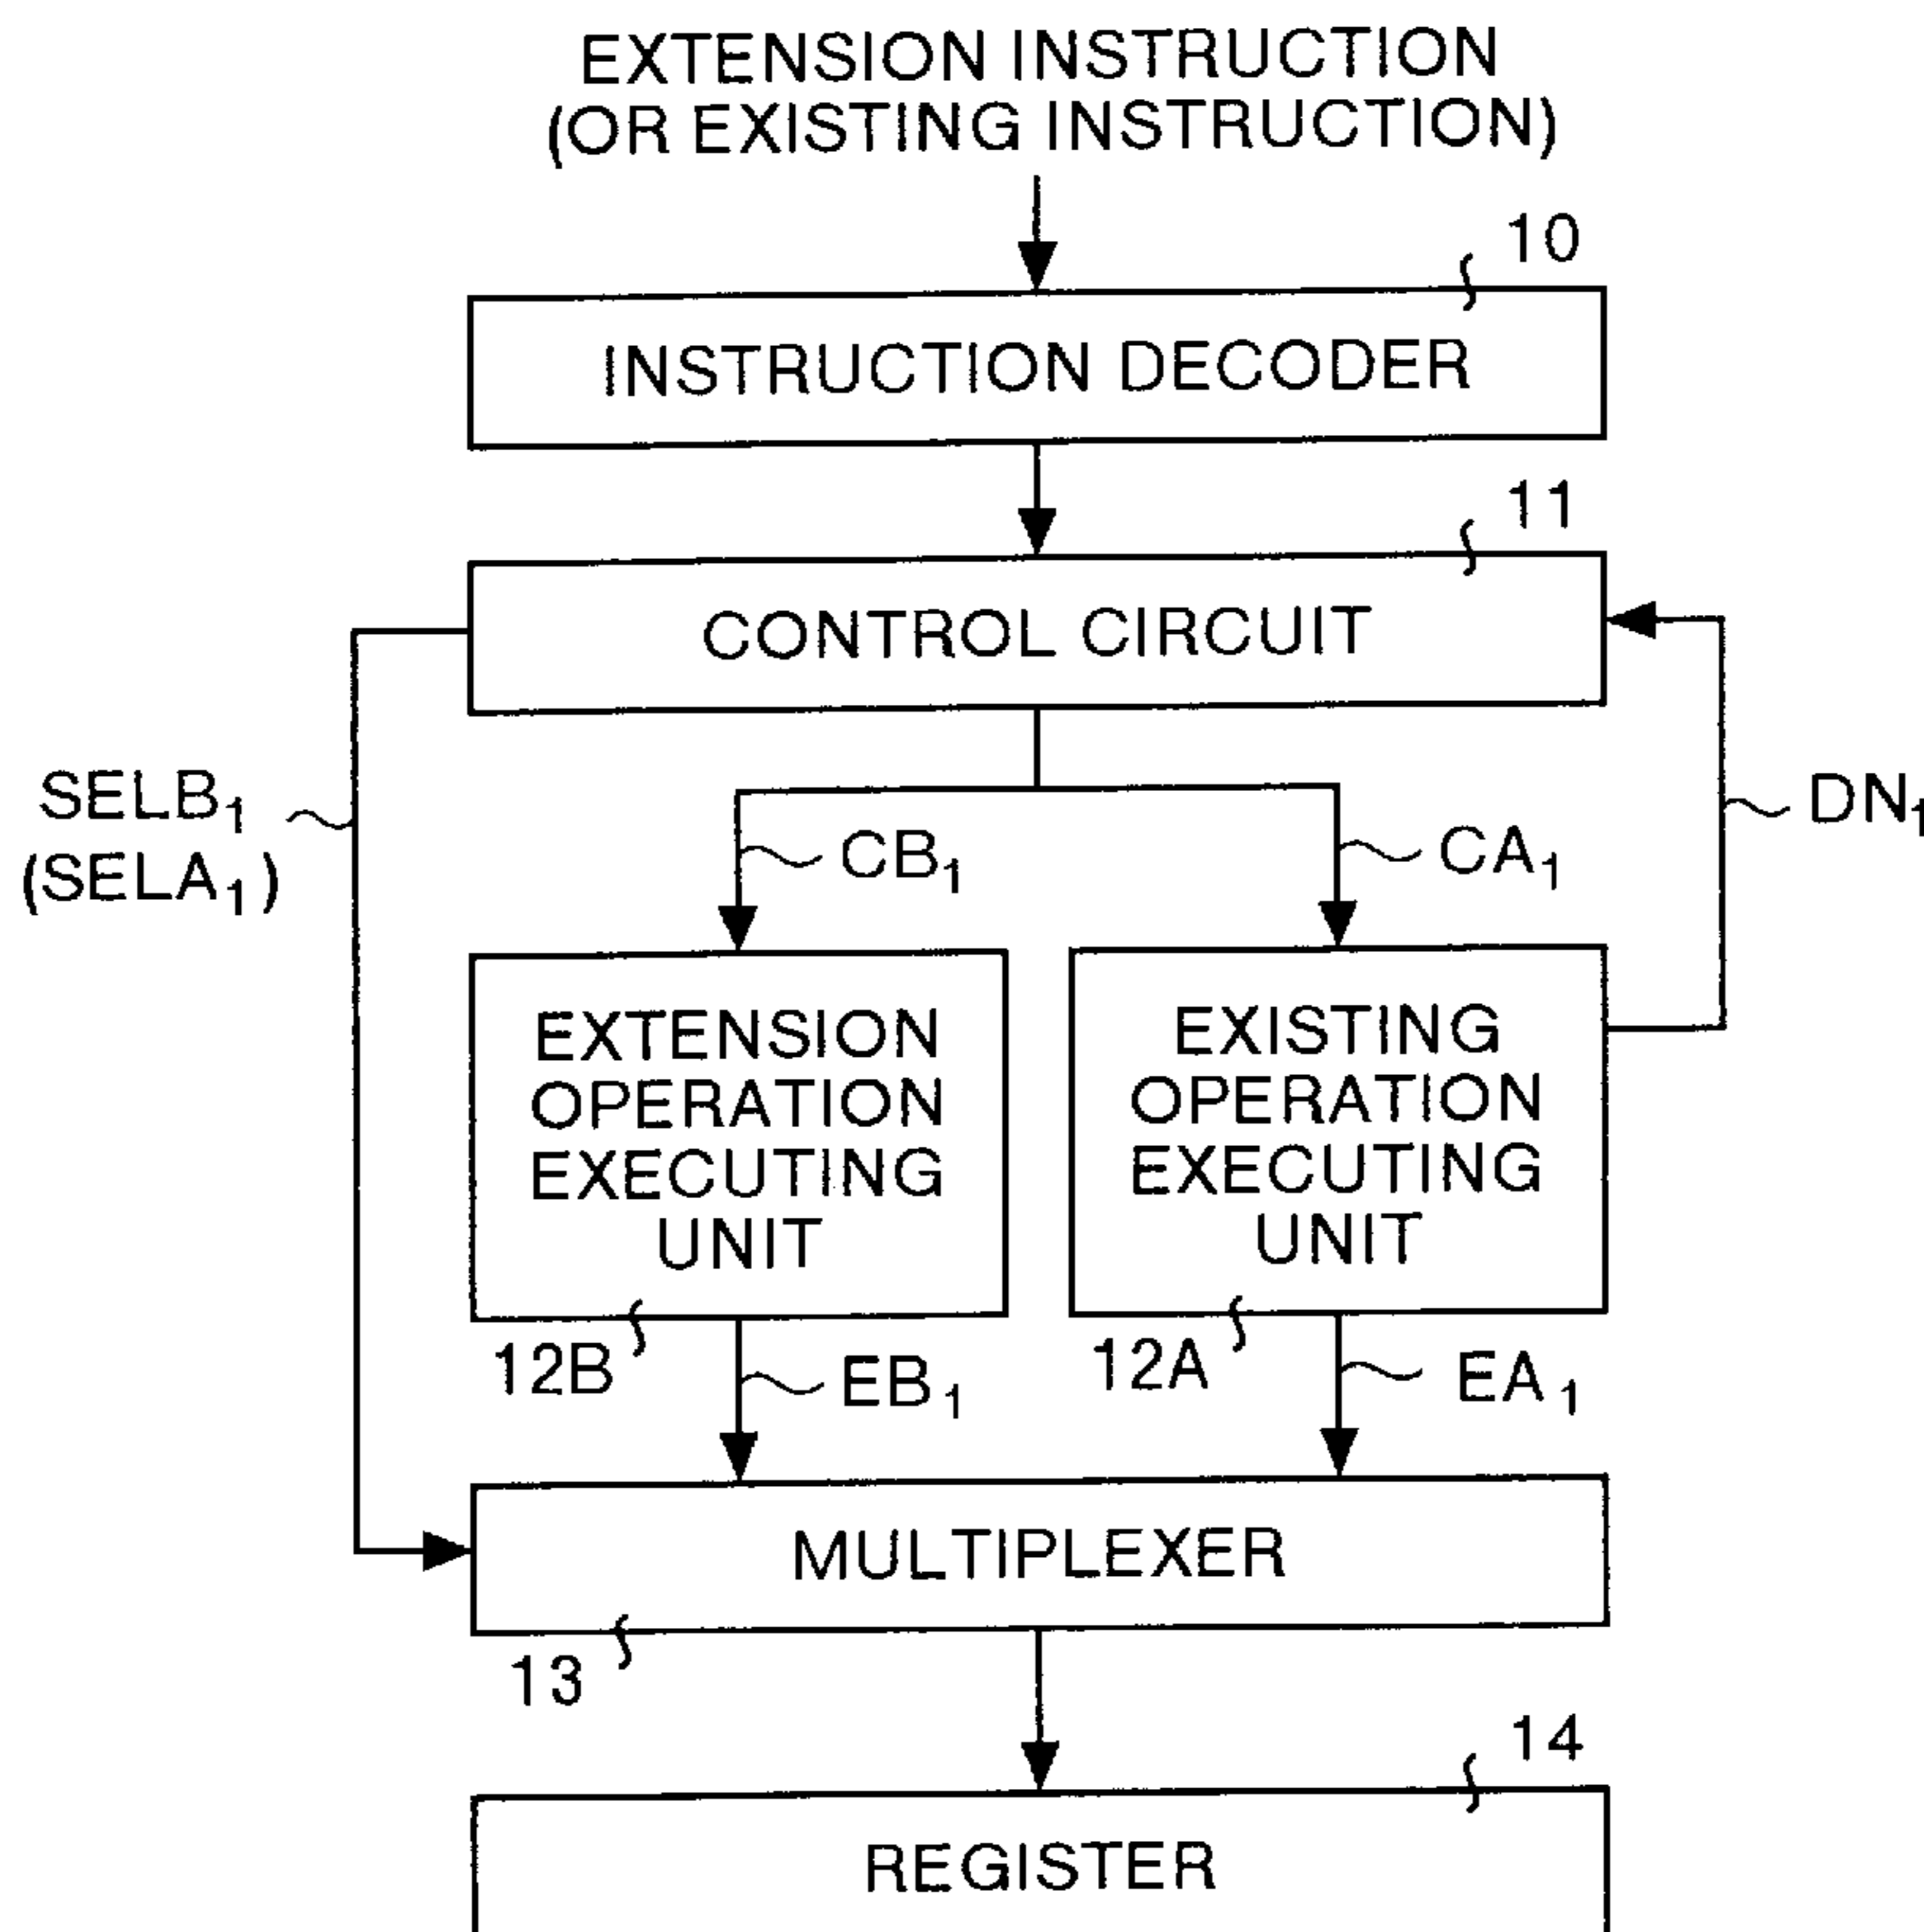 EXTENSION INSTRUCTION
(OR EXISTING INSTRUCTION)
10
INSTRUCTION DECODER
11
CONTROL CIRCUIT
SELB1
(SELA1)
DN1
CB1
CA1
EXTENSION
OPERATION
EXECUTING
UNIT
EXISTING
OPERATION
EXECUTING
UNIT
12B
EB1
12A
EA1
MULTIPLEXER
13
14
REGISTER